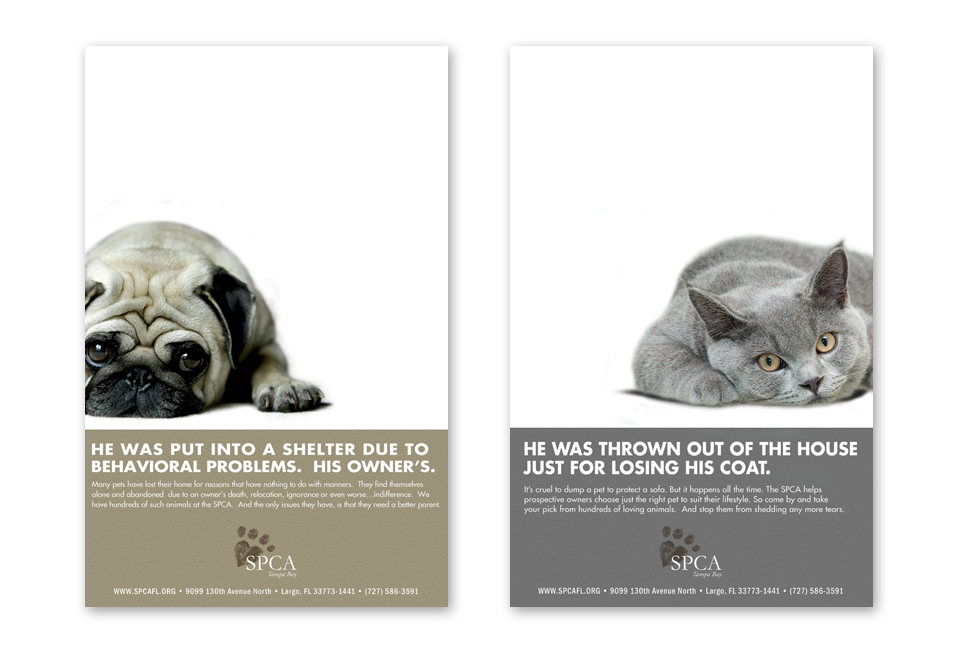 HE WAS PUT INTO A SHELTER DUE TO
BEHAVIORAL PROBLEMS.  HIS OWNER'S.
Many pets have lost their home for reasons that have nothing to do with manners.  They find themselves
alone and abandoned  due to an owner's death, relocation, ignorance or even worse...indifference.  We
have hundreds of such animals at the SPCA.  And the only issues they have, is that they need a better parent.
SPCA
Tampa Bay
WWW.SPCAFL.ORG • 9099 130th Avenue North • Largo, FL 33773-1441 • (727) 586-3591
HE WAS THROWN OUT OF THE HOUSE
JUST FOR LOSING HIS COAT.
It's cruel to dump a pet to protect a sofa. But it happens all the time. The SPCA helps
prospective owners choose just the right pet to suit their lifestyle. So come by and take
your pick from hundreds of loving animals.  And stop them from shedding any more tears.
SPCA
Tampa Bay
WWW.SPCAFL.ORG • 9099 130th Avenue North • Largo, FL 33773-1441 • (727) 586-3591